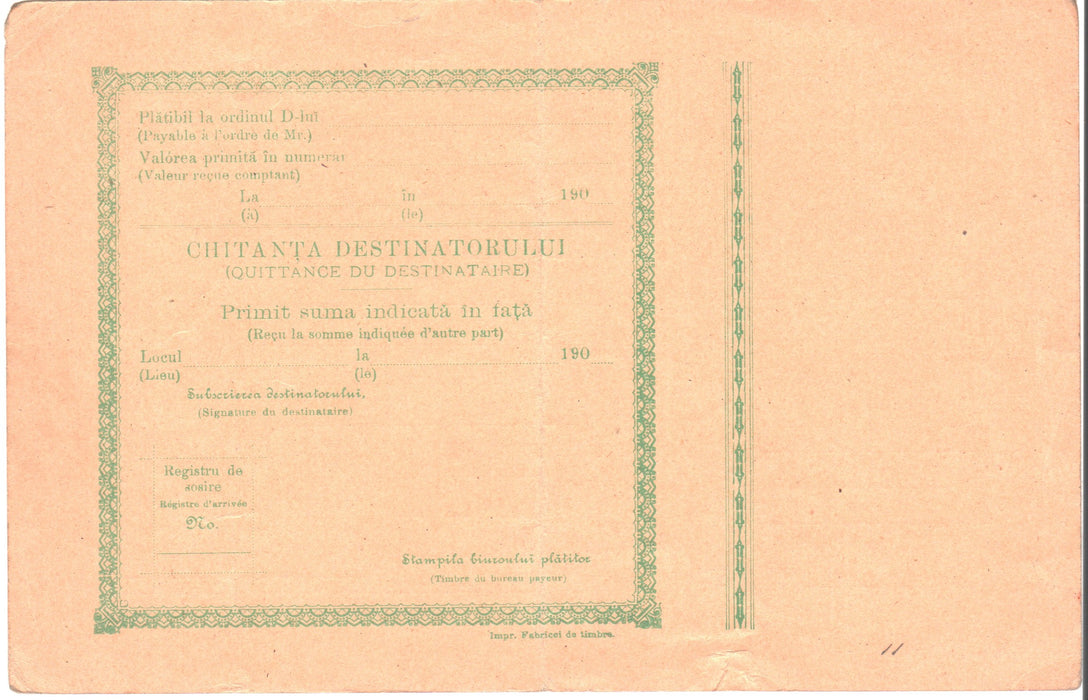 Plătibil la ordinul D-lui
(Payable à l'ordre de Mr.)
Valórea primită în numerar
(Valeur reçue comptant)
La în 190
(à) (le)
CHITANȚA DESTINATORULUI
(QUITTANCE DU DESTINATAIRE)
Primit suma indicată în față
(Reçu la somme indiquée d'autre part)
Locul la 190
(Lieu) (le)
Subscrierea destinatorului,
(Signature du destinataire)
Registru de
sosire
Régistre d'arrivée
No.
Stampila biuroului plătitor
(Timbre du bureau payeur)
Impr. Fabricei de timbre.
11